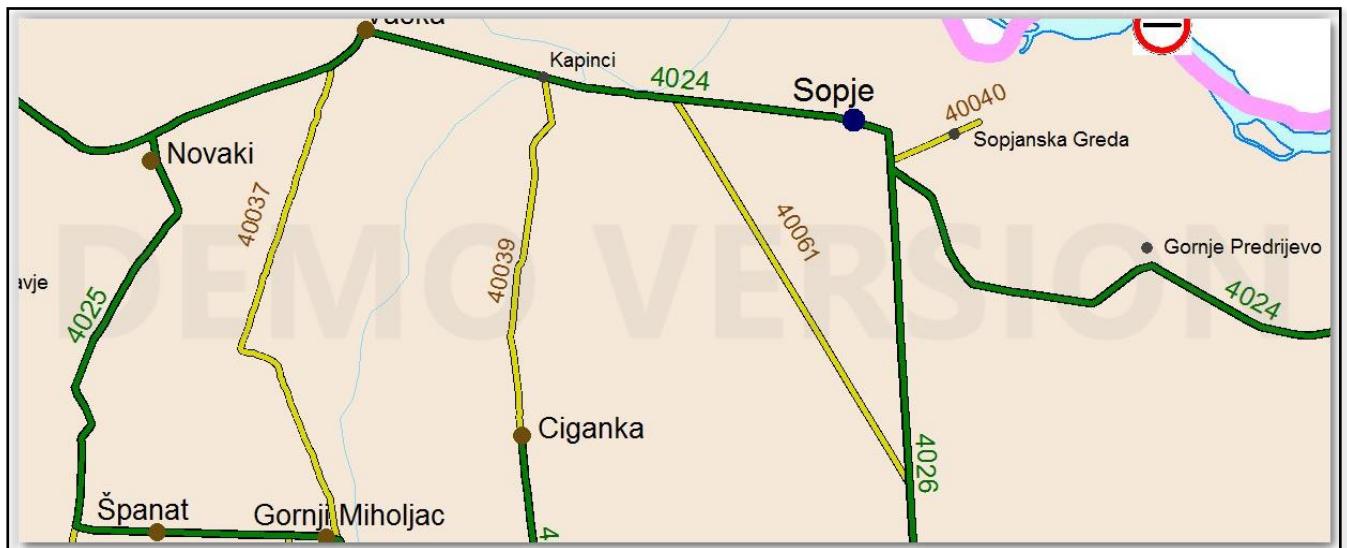 Kapinci
4024
Sopje
40040
Sopjanska Greda
Novaki
40037
40039
40061
Gornje Predrijevo
4025
4024
DEMO VERSION
Ciganka
4026
Španat
Gornji Miholjac